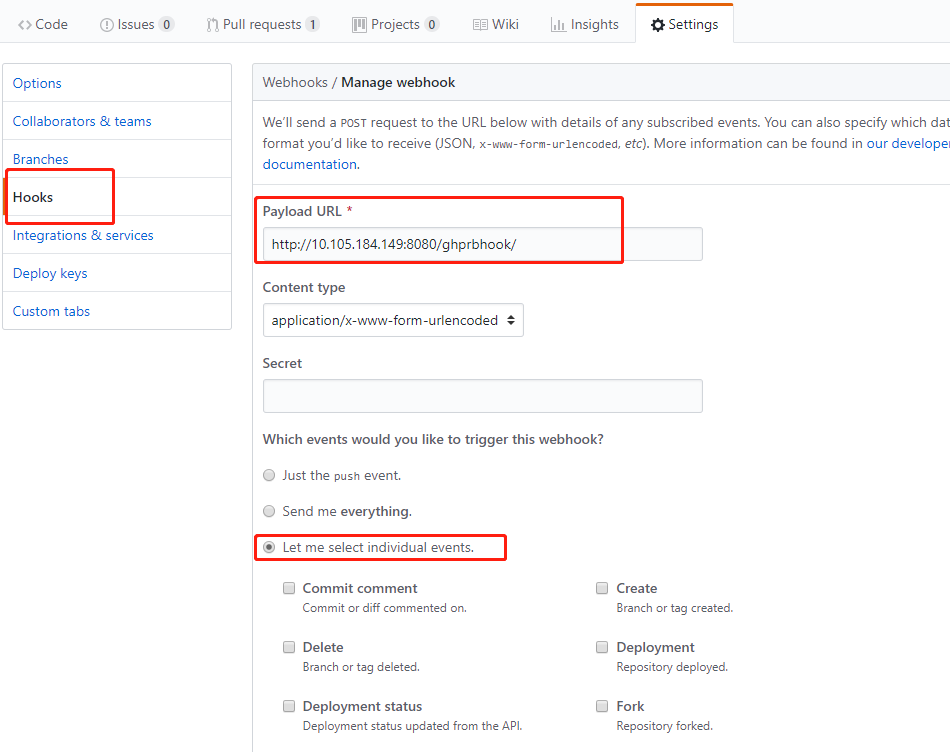 Code Issues 0 Pull requests 1 Projects 0 Wiki Insights Settings
Options
Collaborators & teams
Branches
Hooks
Integrations & services
Deploy keys
Custom tabs
Webhooks / Manage webhook
We’ll send a POST request to the URL below with details of any subscribed events. You can also specify which dat
format you’d like to receive (JSON, x-www-form-urlencoded, etc). More information can be found in our develope
documentation.
Payload URL *
http://10.105.184.149:8080/ghprbhook/
Content type
application/x-www-form-urlencoded
Secret
Which events would you like to trigger this webhook?
Just the push event.
Send me everything.
Let me select individual events.
Commit comment
Commit or diff commented on.
Create
Branch or tag created.
Delete
Branch or tag deleted.
Deployment
Repository deployed.
Deployment status
Deployment status updated from the API.
Fork
Repository forked.